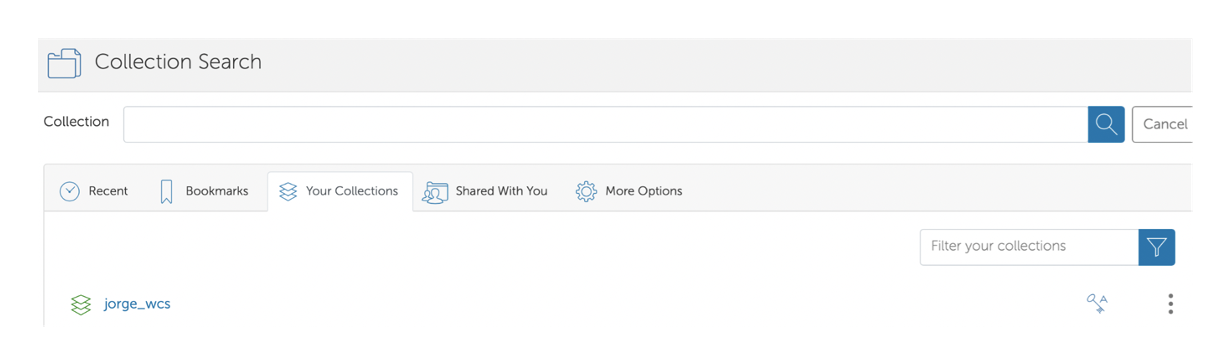 Collection Search
Collection
Cancel
Recent Bookmarks Your Collections Shared With You More Options
Filter your collections
jorge_wcs A